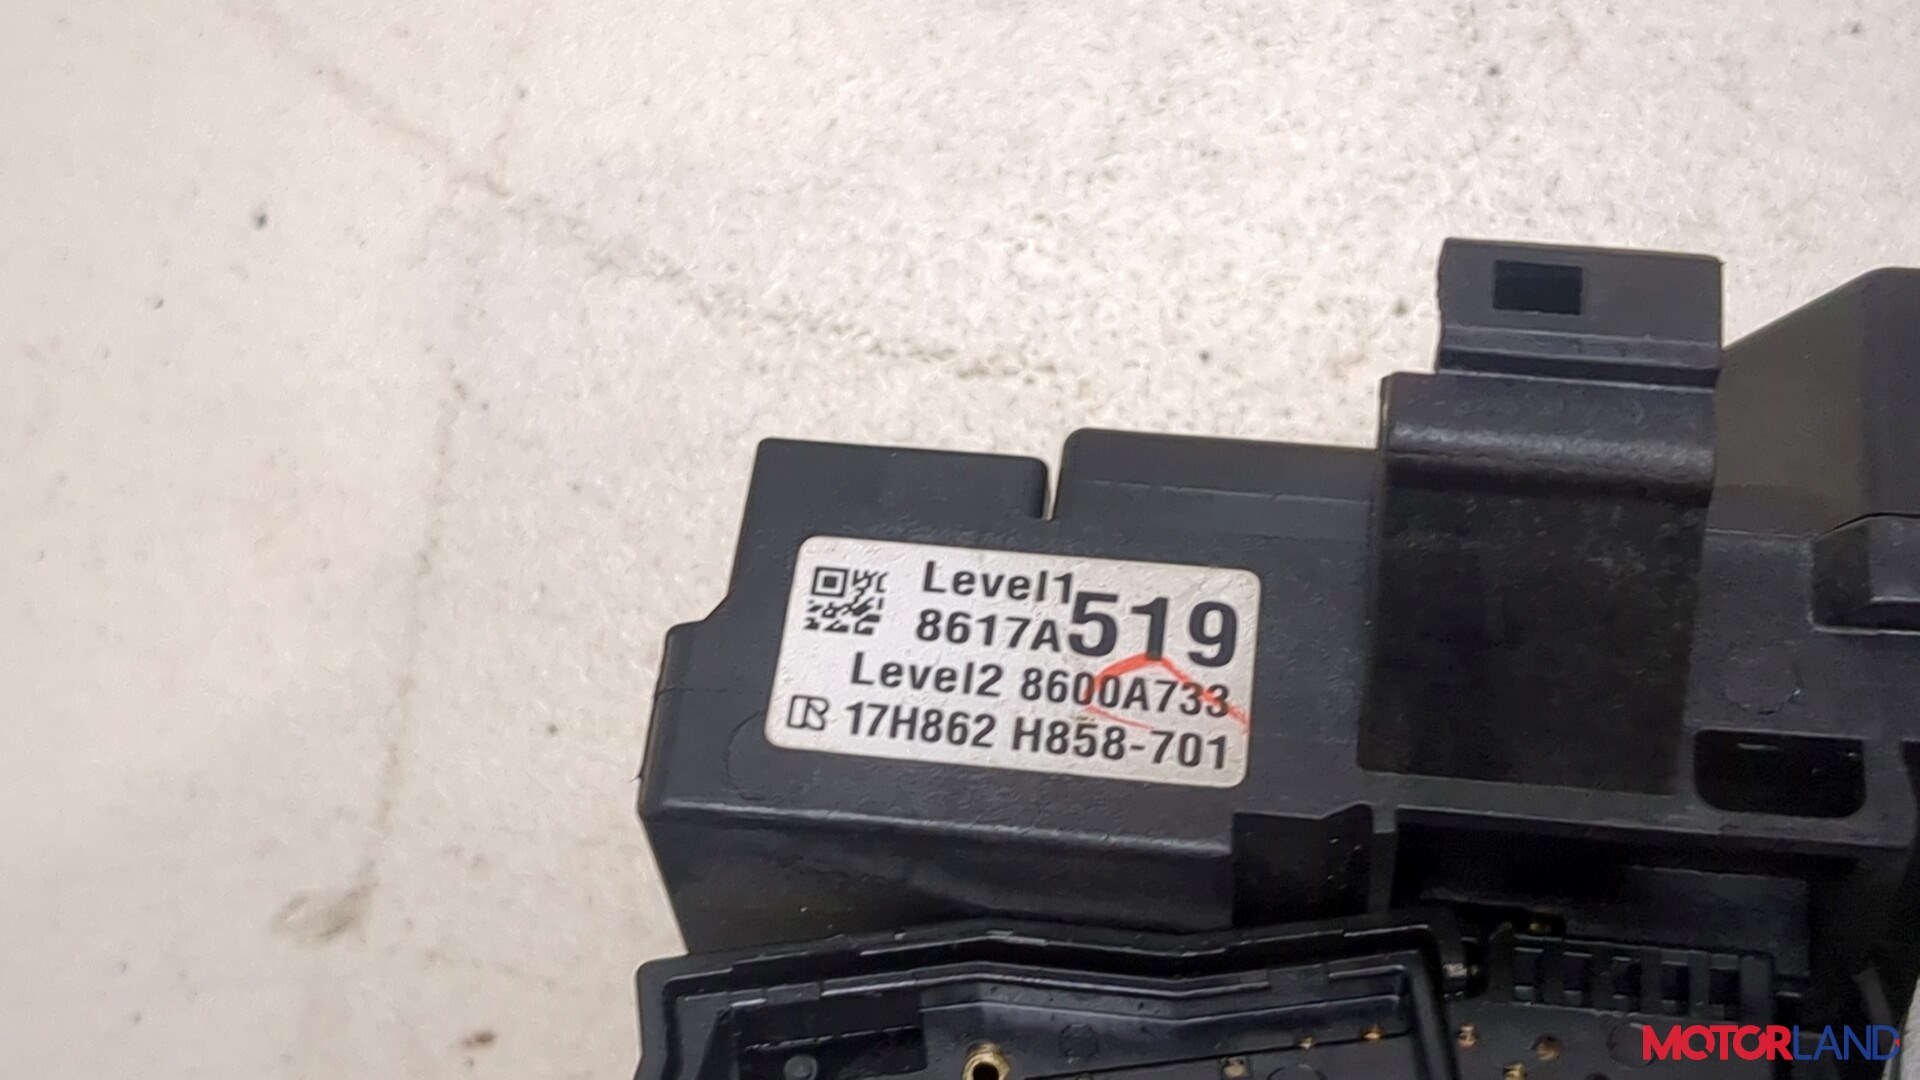 Level1
8617A519
Level2 8600A733
R 17H862 H858-701
MOTORLAND